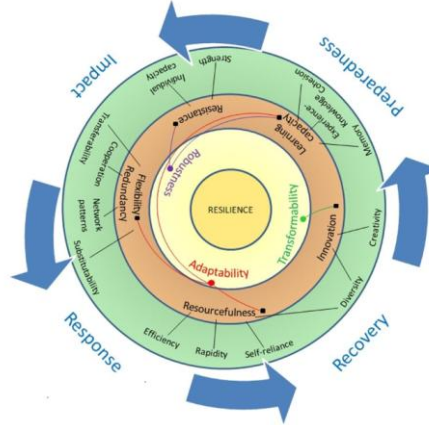 Impact
Preparedness
Response
Recovery
Strength
Individual
capacity
Cohesion
Knowledge-
Experience-
Memory
Transferability
Cooperation
Network
patterns
Substitutability
Creativity
Diversity
Efficiency
Rapidity
Self-reliance
Resistance
Learning
capacity
Flexibility
Redundancy
Innovation
Resourcefulness
Robustness
Adaptability
Transformability
RESILIENCE